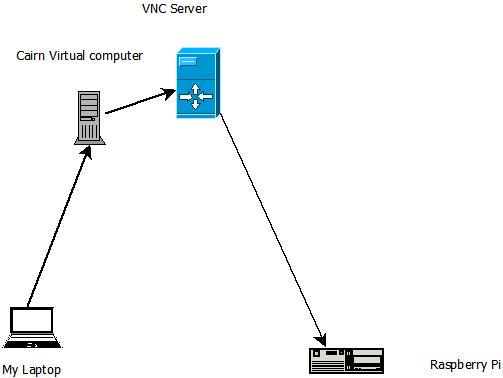 VNC Server
Cairn Virtual computer
My Laptop
Raspberry Pi